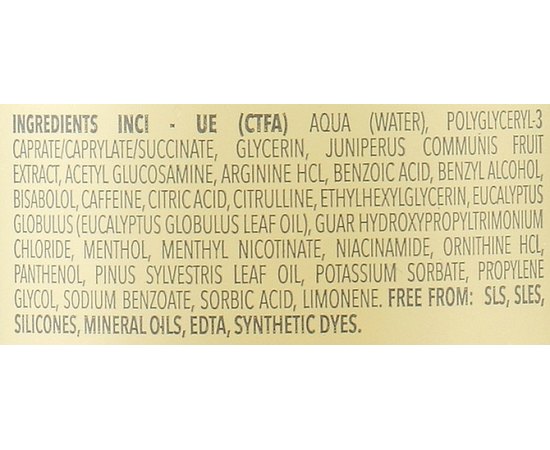 INGREDIENTS INCI - UE (CTFA) AQUA (WATER), POLYGLYCERYL-3
CAPRATE/CAPRYLATE/SUCCINATE, GLYCERIN, JUNIPERUS COMMUNIS FRUIT
EXTRACT, ACETYL GLUCOSAMINE, ARGININE HCL, BENZOIC ACID, BENZYL ALCOHOL,
BISABOLOL, CAFFEINE, CITRIC ACID, CITRULLINE, ETHYLHEXYLGLYCERIN, EUCALYPTUS
GLOBULUS (EUCALYPTUS GLOBULUS LEAF OIL), GUAR HYDROXYPROPYLTRIMONIUM
CHLORIDE, MENTHOL, MENTHYL NICOTINATE, NIACINAMIDE, ORNITHINE HCL,
PANTHENOL, PINUS SYLVESTRIS LEAF OIL, POTASSIUM SORBATE, PROPYLENE
GLYCOL, SODIUM BENZOATE, SORBIC ACID, LIMONENE. FREE FROM: SLS, SLES,
SILICONES, MINERAL OILS, EDTA, SYNTHETIC DYES.